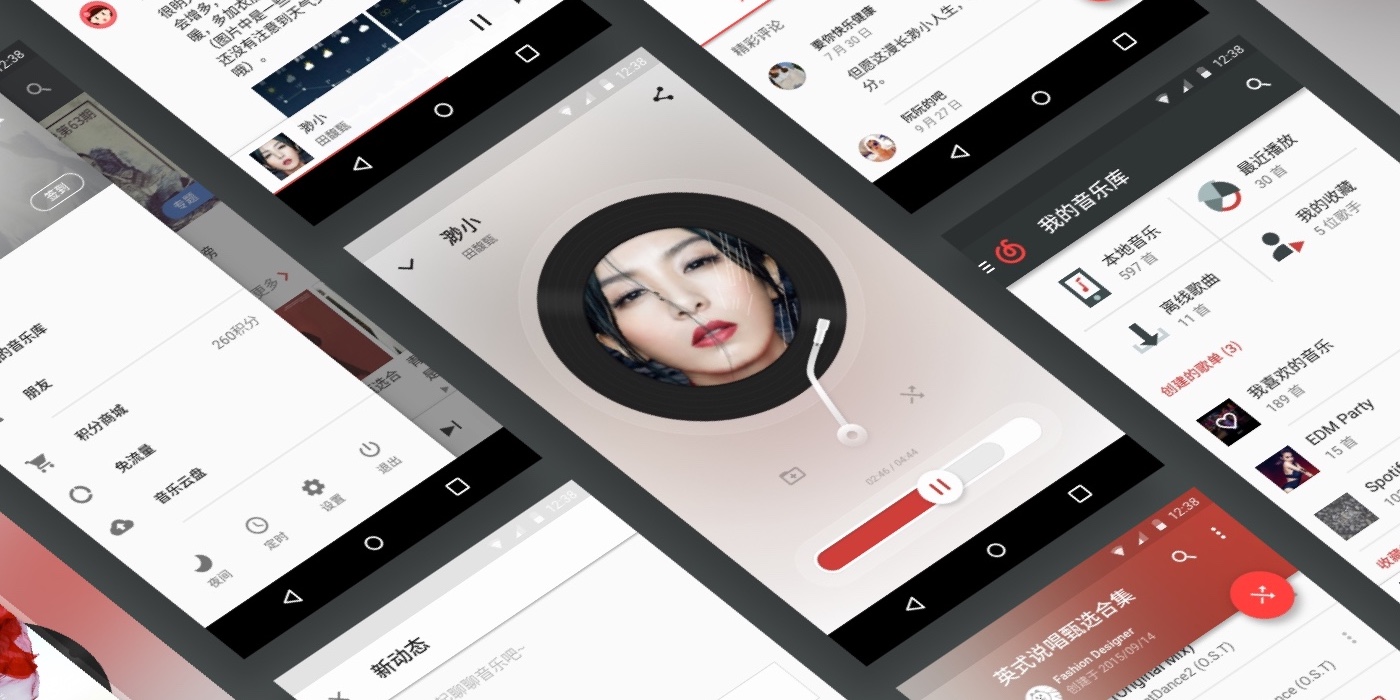 会增多,
暖，多加衣
(图片中是一些
还没有注意到天气
哦)。
渺小
田馥甄
精彩评论
要你快乐健康
7月30日
但愿这漫长渺小人生,
分。
阮阮的吧
9月27日
12:38
第63期
签到
专题
更多
260积分
朋友
积分商城
免流量
音乐云盘
夜间
定时
设置
退出
12:38
渺小
田馥甄
02:46 / 04:44
12:38
我的音乐库
本地音乐
597 首
最近播放
30 首
离线歌曲
11 首
我的收藏
5 位歌手
创建的歌单 (3)
我喜欢的音乐
189 首
EDM Party
15 首
12:38
新动态
聊聊音乐吧~
12:38
英式说唱甄选合集
Fashion Designer
创建于 2015/09/14